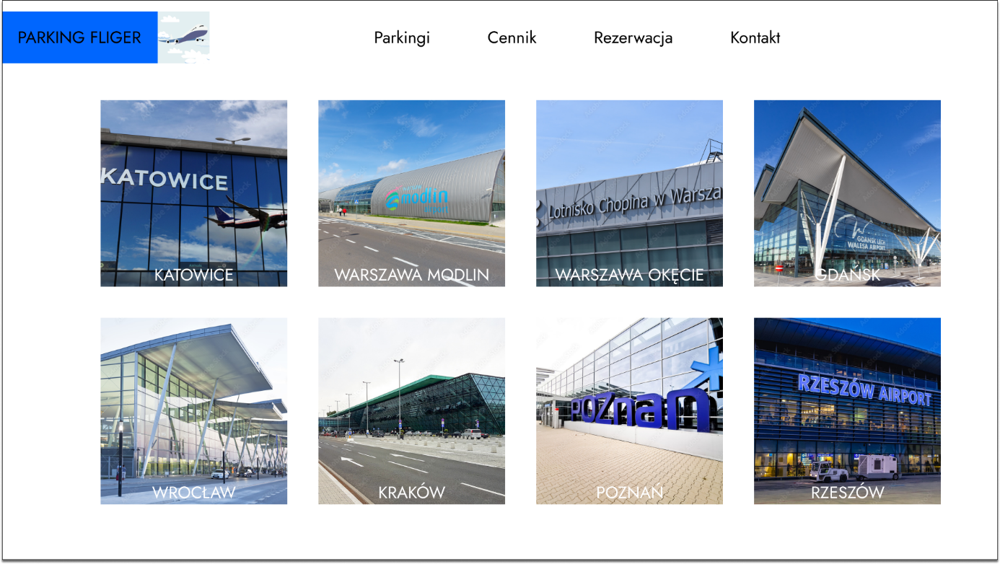 PARKING FLIGER
Parkingi Cennik Rezerwacja Kontakt
KATOWICE
KATOWICE
modlin
WARSZAWA MODLIN
Lotnisko Chopina w Warsza
WARSZAWA OKĘCIE
GDAŃSK LECH
WALESA AIRPORT
GDAŃSK
WROCŁAW
KRAKÓW
POZnan
POZNAŃ
RZESZÓW AIRPORT
RZESZÓW